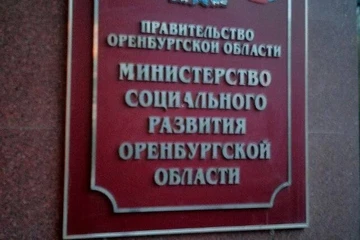 ПРАВИТЕЛЬСТВО
ОРЕНБУРГСКОЙ ОБЛАСТИ
МИНИСТЕРСТВО
СОЦИАЛЬНОГО
РАЗВИТИЯ
ОРЕНБУРГСКОЙ
ОБЛАСТИ